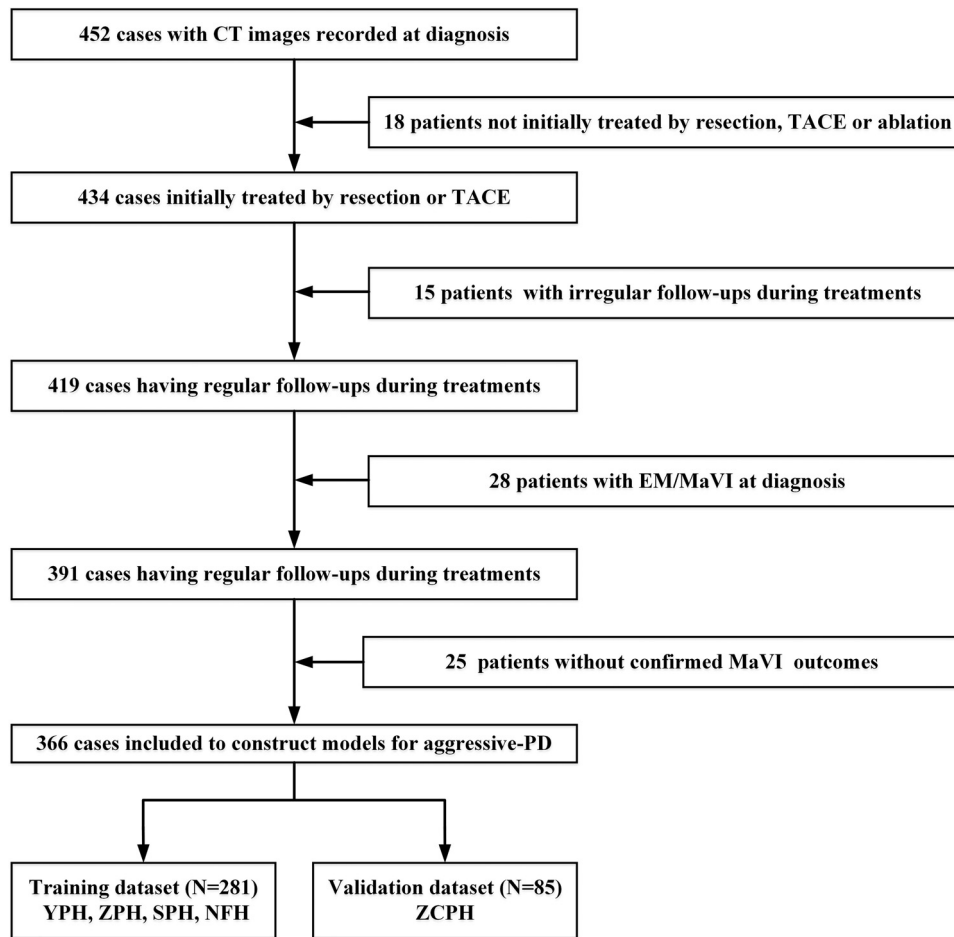 452 cases with CT images recorded at diagnosis
18 patients not initially treated by resection, TACE or ablation
434 cases initially treated by resection or TACE
15 patients with irregular follow-ups during treatments
419 cases having regular follow-ups during treatments
28 patients with EM/MaVI at diagnosis
391 cases having regular follow-ups during treatments
25 patients without confirmed MaVI outcomes
366 cases included to construct models for aggressive-PD
Training dataset (N=281)
YPH, ZPH, SPH, NFH
Validation dataset (N=85)
ZCPH